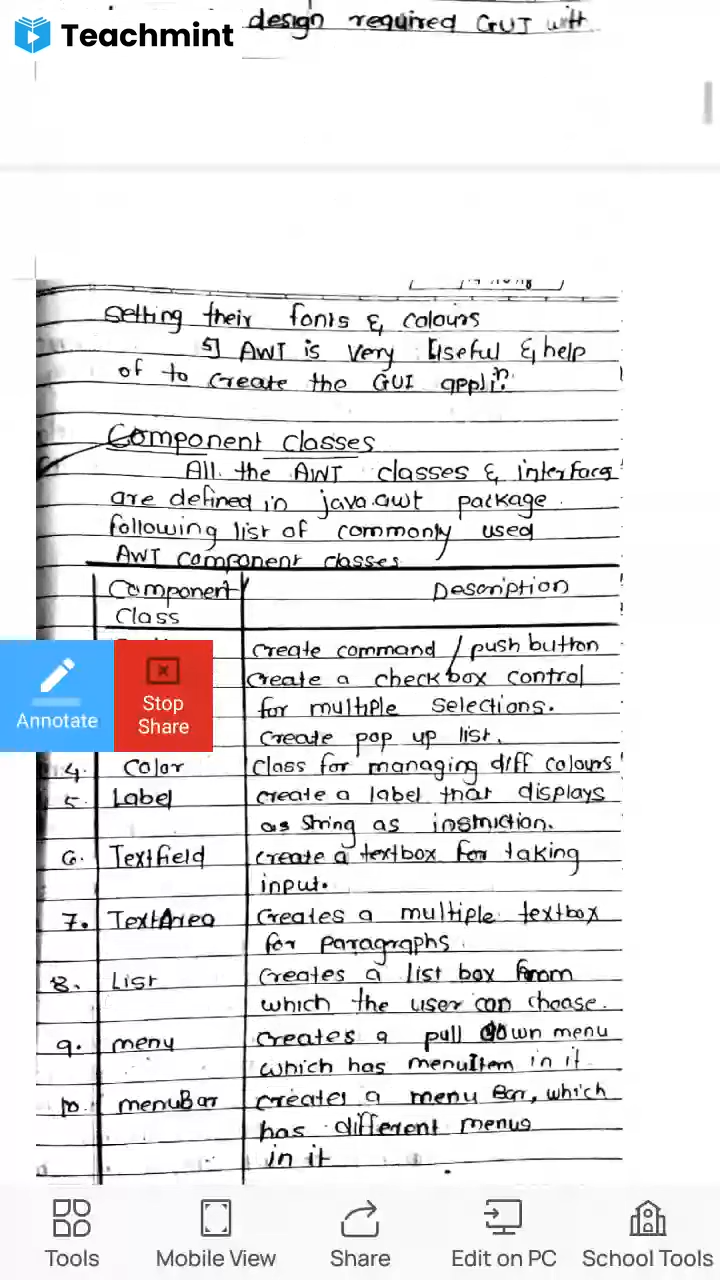 Teachmint
design required GUI with
setting their fonts & colours
5] AWT is very Useful & help
of to create the GUI appliⁿ.
Component classes
All the AWT classes & interfaces
are defined in java.awt package.
following list of commonly used
AWT component classes
Component Description
Class
create command / push button
create a check box control
for multiple selections.
create pop up list.
4. Color class for managing diff colours
5. Label create a label that displays
as string as instruction.
6. Textfield create a textbox for taking
input.
7. TextArea creates a multiple textbox
for paragraphs.
8. List creates a list box from
which the user can choose.
9. menu creates a pull down menu
which has menuItem in it
10. menuBar creates a menu Bar, which
has different menus
in it
Annotate
Stop
Share
Tools Mobile View Share Edit on PC School Tools